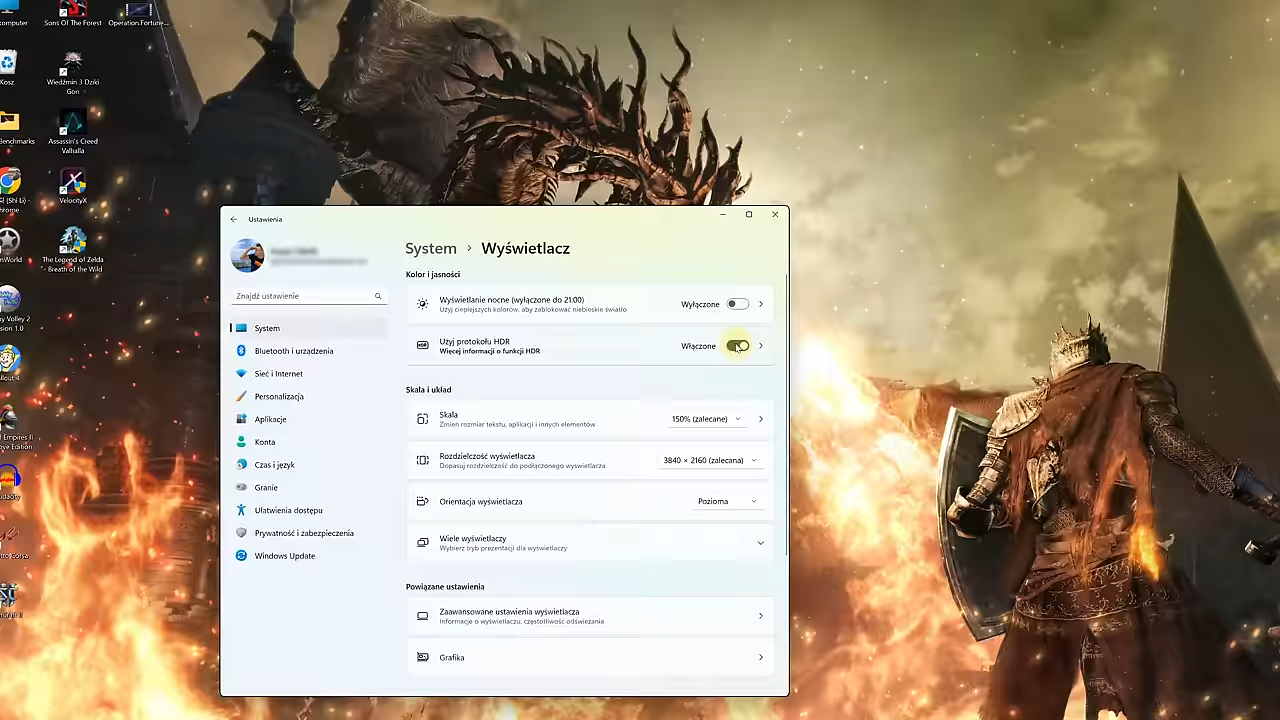 computer
Sons Of The Forest
Operation.Fortune...
Kosz
Wiedźmin 3 Dziki
Gon
Benchmarks
Assassin's Creed
Valhalla
VelocityX
The Legend of Zelda
- Breath of the Wild
Ustawienia
Znajdź ustawienie
System
Bluetooth i urządzenia
Sieć i Internet
Personalizacja
Aplikacje
Konta
Czas i język
Granie
Ułatwienia dostępu
Prywatność i zabezpieczenia
Windows Update
System > Wyświetlacz
Kolor i jasności
Wyświetlanie nocne (wyłączone do 21:00)
Użyj cieplejszych kolorów, aby zablokować niebieskie światło
Wyłączone
Użyj protokołu HDR
Więcej informacji o funkcji HDR
Włączone
Skala i układ
Skala
Zmień rozmiar tekstu, aplikacji i innych elementów
150% (zalecane)
Rozdzielczość wyświetlacza
Dopasuj rozdzielczość do podłączonego wyświetlacza
3840 × 2160 (zalecana)
Orientacja wyświetlacza
Pozioma
Wiele wyświetlaczy
Wybierz tryb prezentacji dla wyświetlaczy
Powiązane ustawienia
Zaawansowane ustawienia wyświetlacza
Informacje o wyświetlaczu, częstotliwość odświeżania
Grafika